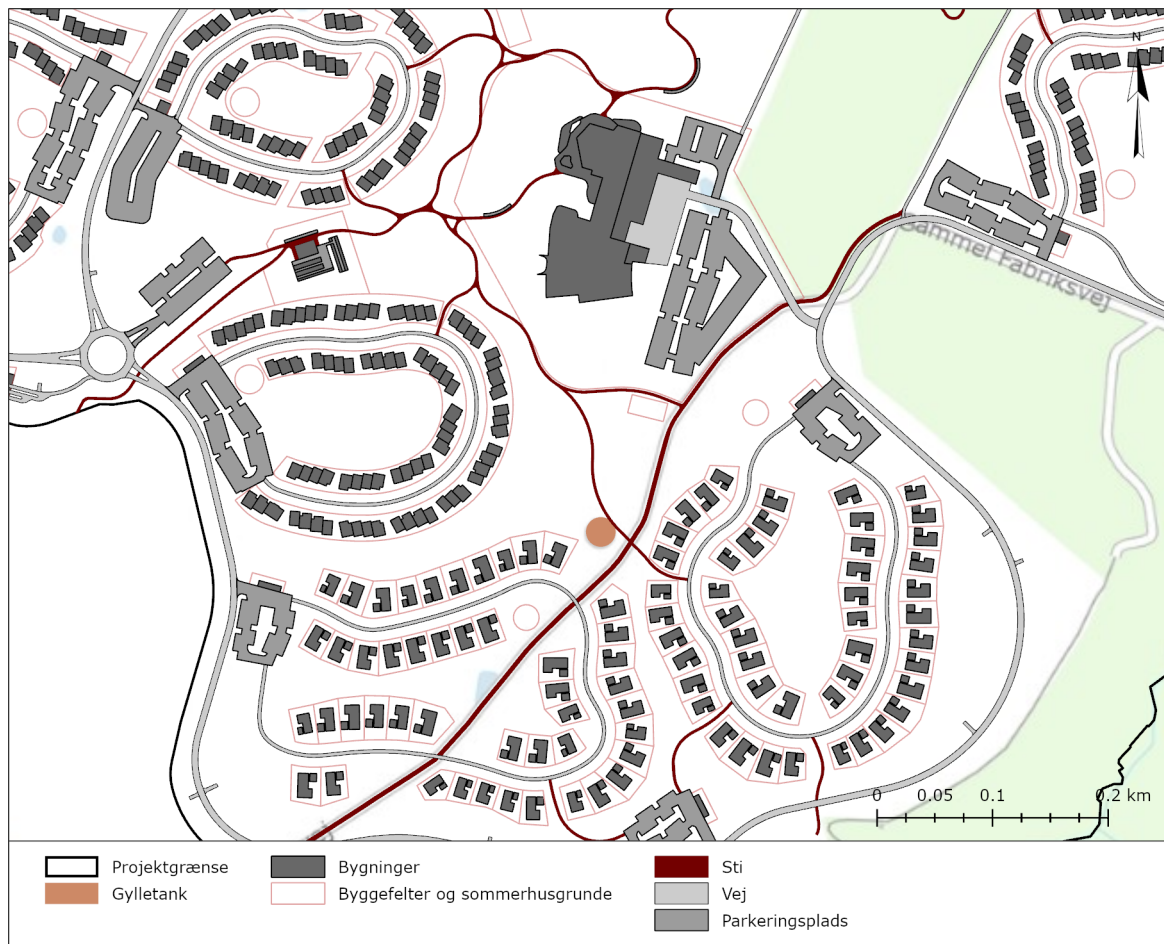 N
Gammel Fabriksvej
0 0.05 0.1 0.2 km
Projektgrænse
Gylletank
Bygninger
Byggefelter og sommerhusgrunde
Sti
Vej
Parkeringsplads